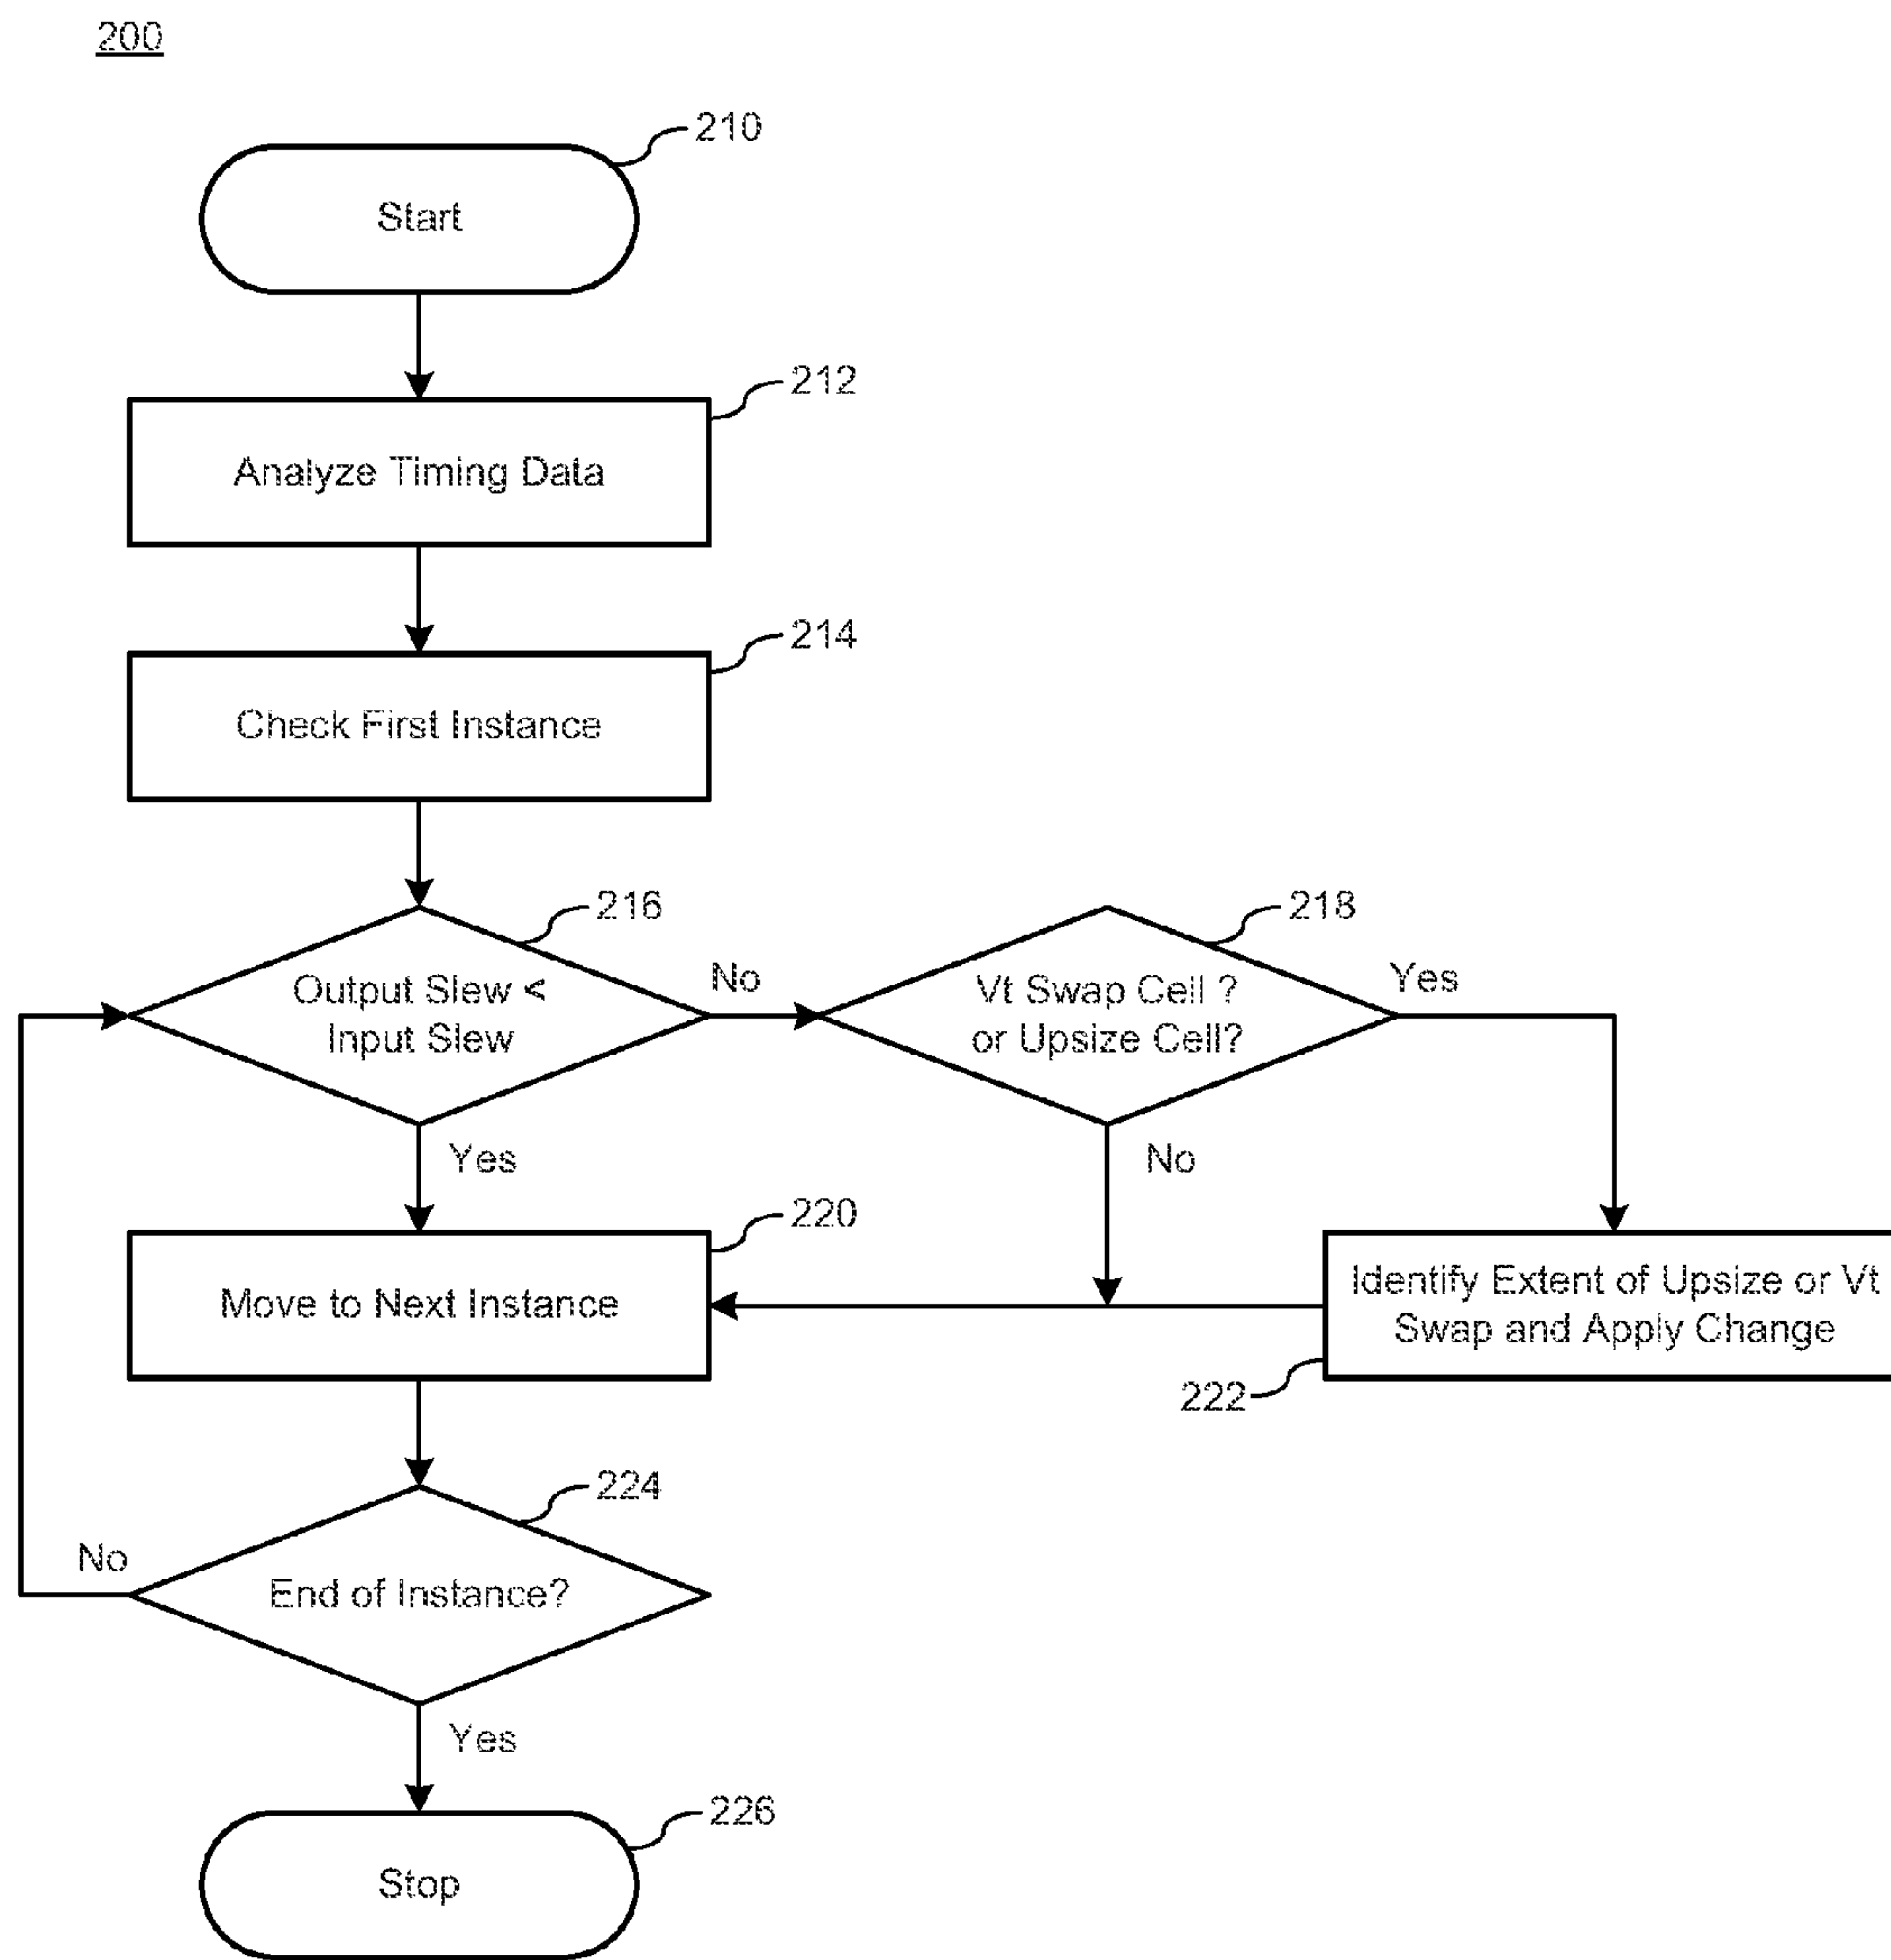 200
210
Start
212
Analyze Timing Data
214
Check First Instance
216
Output Slew <
Input Slew
No
218
Vt Swap Cell ?
or Upsize Cell?
Yes
Yes
No
220
Move to Next Instance
Identify Extent of Upsize or Vt
Swap and Apply Change
222
224
No
End of Instance?
Yes
226
Stop